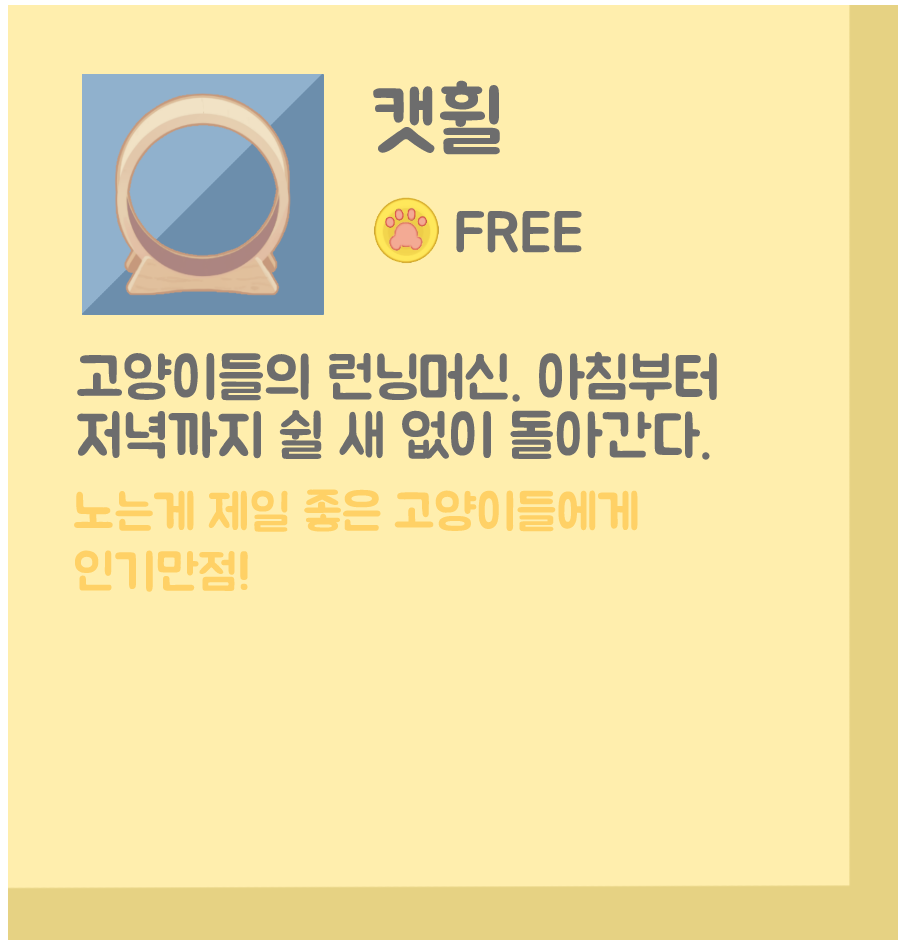 캣휠
FREE
고양이들의 런닝머신. 아침부터
저녁까지 쉴 새 없이 돌아간다.
노는게 제일 좋은 고양이들에게
인기만점!